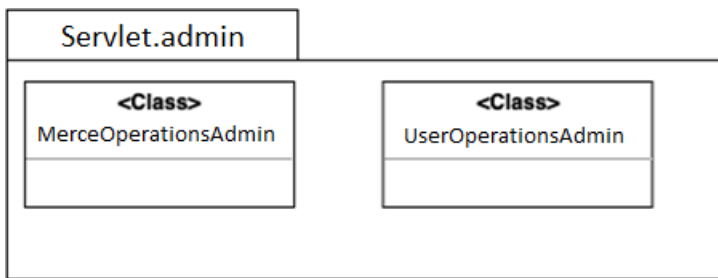 Servlet.admin
<Class>
MerceOperationsAdmin
<Class>
UserOperationsAdmin